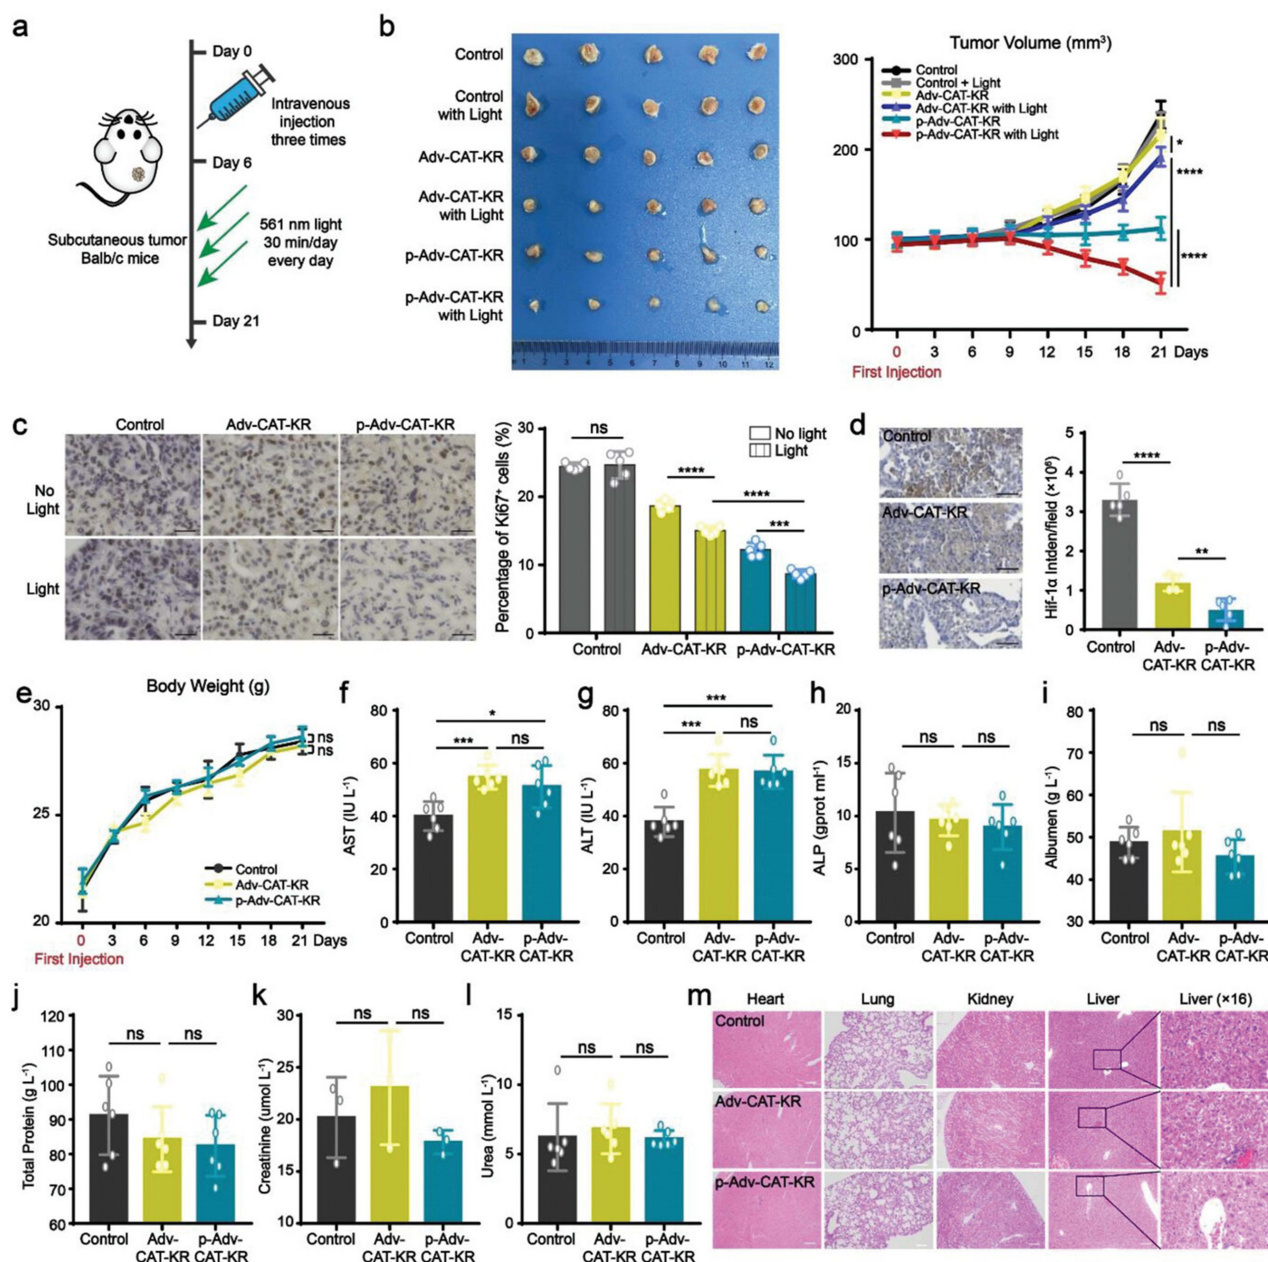 a
Day 0
Intravenous
injection
three times
Day 6
561 nm light
30 min/day
every day
Subcutaneous tumor
Balb/c mice
Day 21
b
Control
Control
with Light
Adv-CAT-KR
Adv-CAT-KR
with Light
p-Adv-CAT-KR
p-Adv-CAT-KR
with Light
1 2 3 4 5 6 7 8 9 10 11 12
Tumor Volume (mm³)
300
200
100
0
Control
Control + Light
Adv-CAT-KR
Adv-CAT-KR with Light
p-Adv-CAT-KR
p-Adv-CAT-KR with Light
*
****
****
0 3 6 9 12 15 18 21 Days
First Injection
c
Control Adv-CAT-KR p-Adv-CAT-KR
No
Light
Light
Percentage of Ki67⁺ cells (%)
30
20
10
0
ns
****
****
***
No light
Light
Control Adv-CAT-KR p-Adv-CAT-KR
d
Control
Adv-CAT-KR
p-Adv-CAT-KR
Hif-1α Intden/field (×10⁶)
5
4
3
2
1
0
****
**
Control Adv- p-Adv-
CAT-KR CAT-KR
e
Body Weight (g)
30
25
20
ns
ns
Control
Adv-CAT-KR
p-Adv-CAT-KR
0 3 6 9 12 15 18 21 Days
First Injection
f
AST (IU L⁻¹)
80
60
40
20
0
*
*** ns
Control Adv- p-Adv-
CAT-KR CAT-KR
g
ALT (IU L⁻¹)
80
60
40
20
0
***
*** ns
Control Adv- p-Adv-
CAT-KR CAT-KR
h
ALP (gprot ml⁻¹)
20
15
10
5
0
ns ns
Control Adv- p-Adv-
CAT-KR CAT-KR
i
Albumen (g L⁻¹)
80
70
60
50
40
30
ns ns
Control Adv- p-Adv-
CAT-KR CAT-KR
j
Total Protein (g L⁻¹)
120
110
100
90
80
70
60
ns ns
Control Adv- p-Adv-
CAT-KR CAT-KR
k
Creatinine (umol L⁻¹)
30
25
20
15
10
ns ns
Control Adv- p-Adv-
CAT-KR CAT-KR
l
Urea (mmol L⁻¹)
15
10
5
0
ns ns
Control Adv- p-Adv-
CAT-KR CAT-KR
m
Heart Lung Kidney Liver Liver (×16)
Control
Adv-CAT-KR
p-Adv-CAT-KR